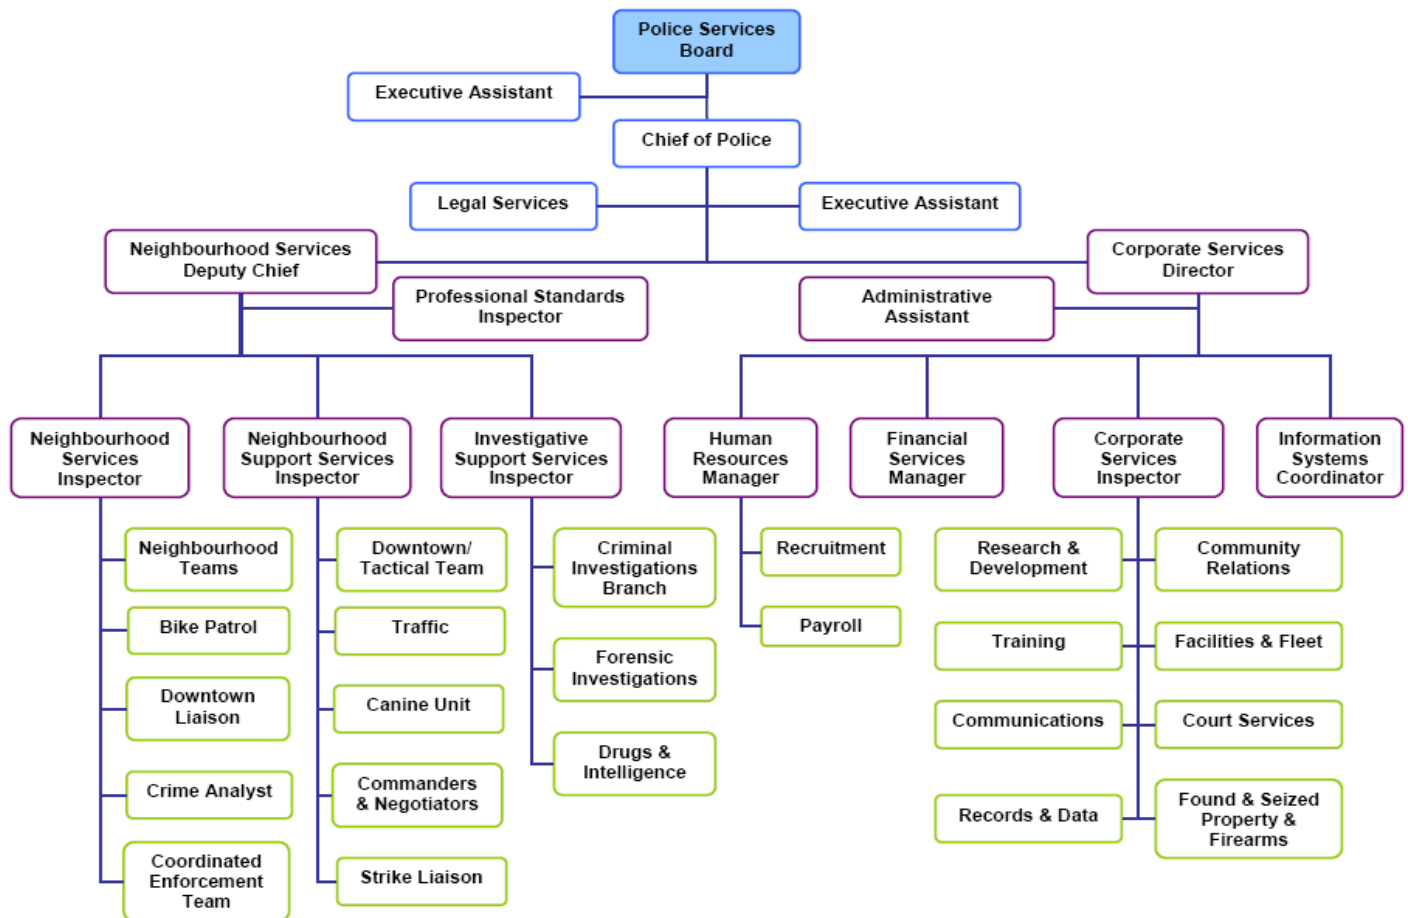 Police Services
Board
Executive Assistant
Chief of Police
Legal Services
Executive Assistant
Neighbourhood Services
Deputy Chief
Corporate Services
Director
Professional Standards
Inspector
Administrative
Assistant
Neighbourhood
Services
Inspector
Neighbourhood
Support Services
Inspector
Investigative
Support Services
Inspector
Human
Resources
Manager
Financial
Services
Manager
Corporate
Services
Inspector
Information
Systems
Coordinator
Neighbourhood
Teams
Bike Patrol
Downtown
Liaison
Crime Analyst
Coordinated
Enforcement
Team
Downtown/
Tactical Team
Traffic
Canine Unit
Commanders
& Negotiators
Strike Liaison
Criminal
Investigations
Branch
Forensic
Investigations
Drugs &
Intelligence
Recruitment
Payroll
Research &
Development
Training
Communications
Records & Data
Community
Relations
Facilities & Fleet
Court Services
Found & Seized
Property &
Firearms